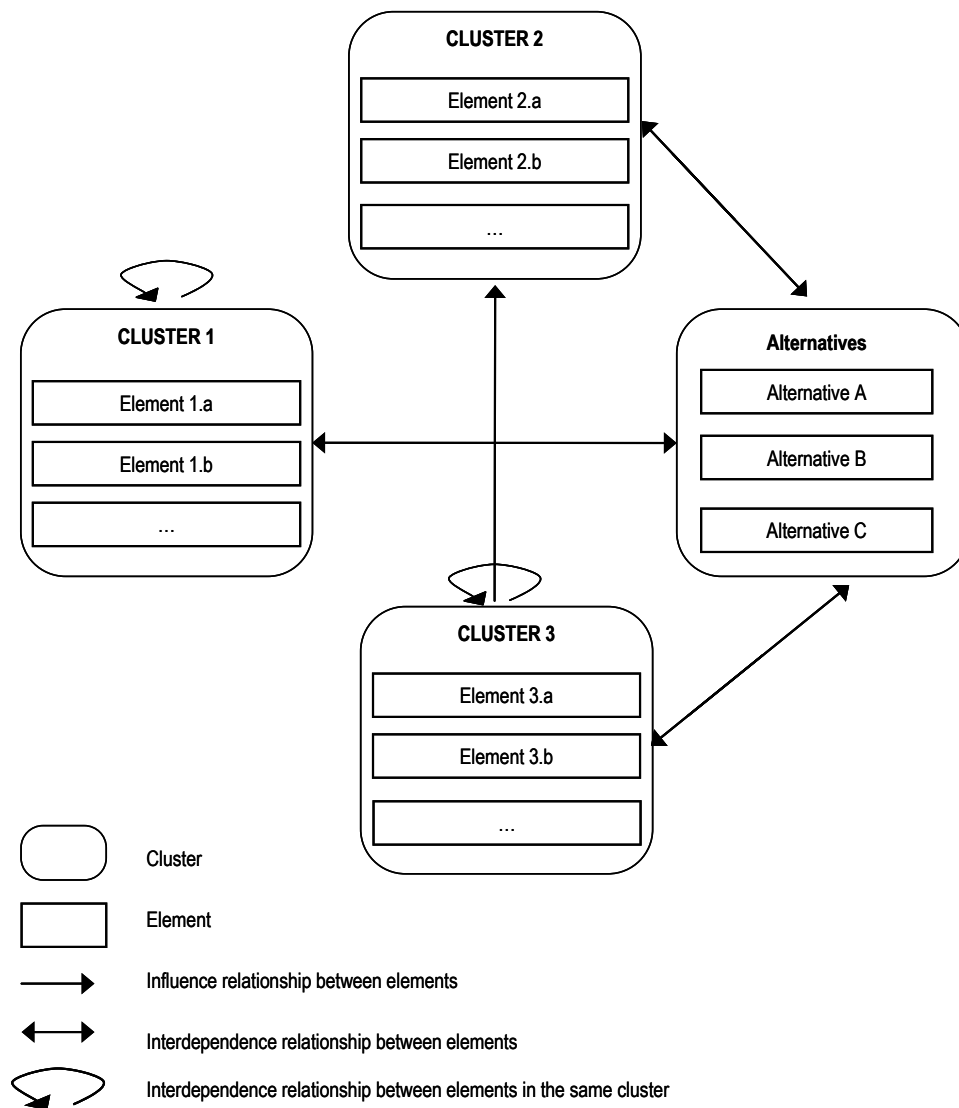 CLUSTER 2
Element 2.a
Element 2.b
...
CLUSTER 1
Element 1.a
Element 1.b
...
Alternatives
Alternative A
Alternative B
Alternative C
CLUSTER 3
Element 3.a
Element 3.b
...
Cluster
Element
Influence relationship between elements
Interdependence relationship between elements
Interdependence relationship between elements in the same cluster